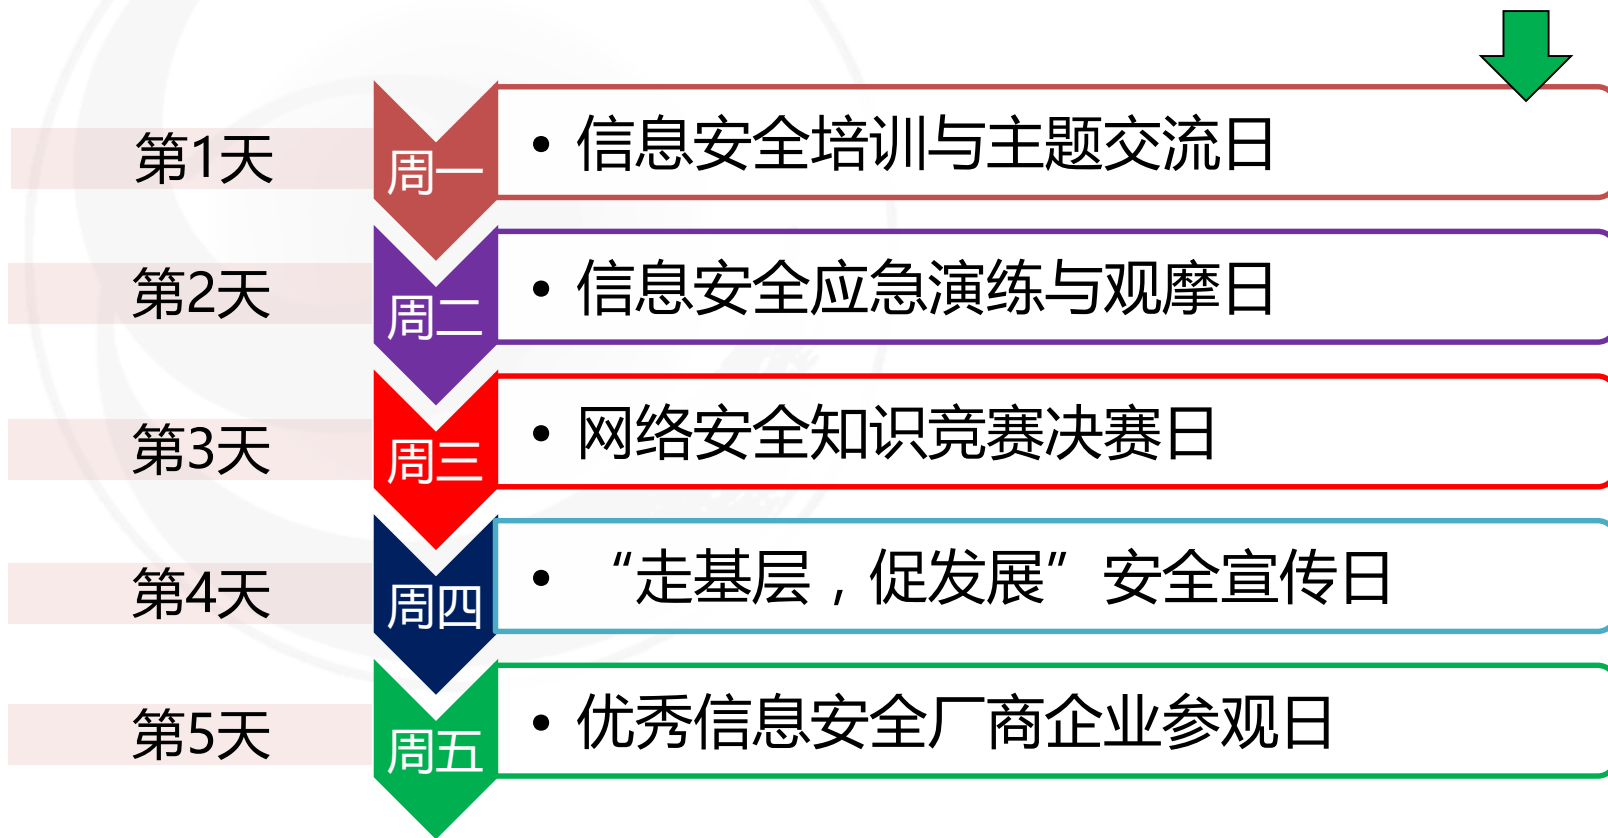 第1天 周一 • 信息安全培训与主题交流日
第2天 周二 • 信息安全应急演练与观摩日
第3天 周三 • 网络安全知识竞赛决赛日
第4天 周四 • “走基层，促发展”安全宣传日
第5天 周五 • 优秀信息安全厂商企业参观日